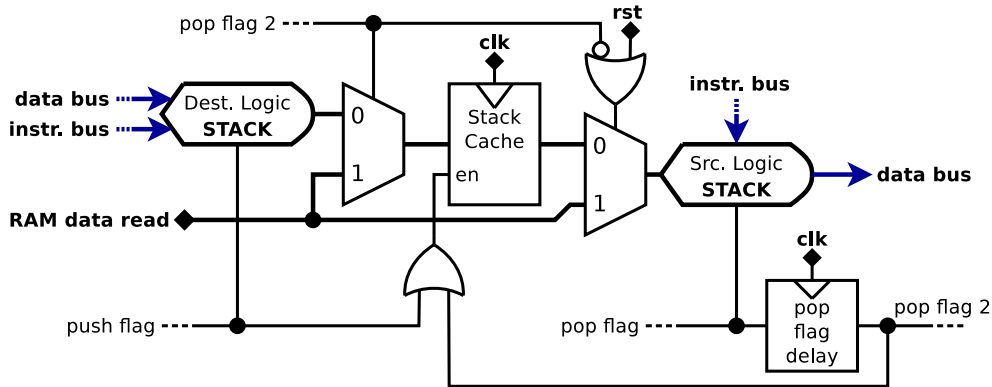 pop flag 2
rst
clk
instr. bus
data bus
instr. bus
Dest. Logic
STACK
0
1
Stack
Cache
en
0
1
Src. Logic
STACK
data bus
RAM data read
clk
push flag
pop flag
pop
flag
delay
pop flag 2